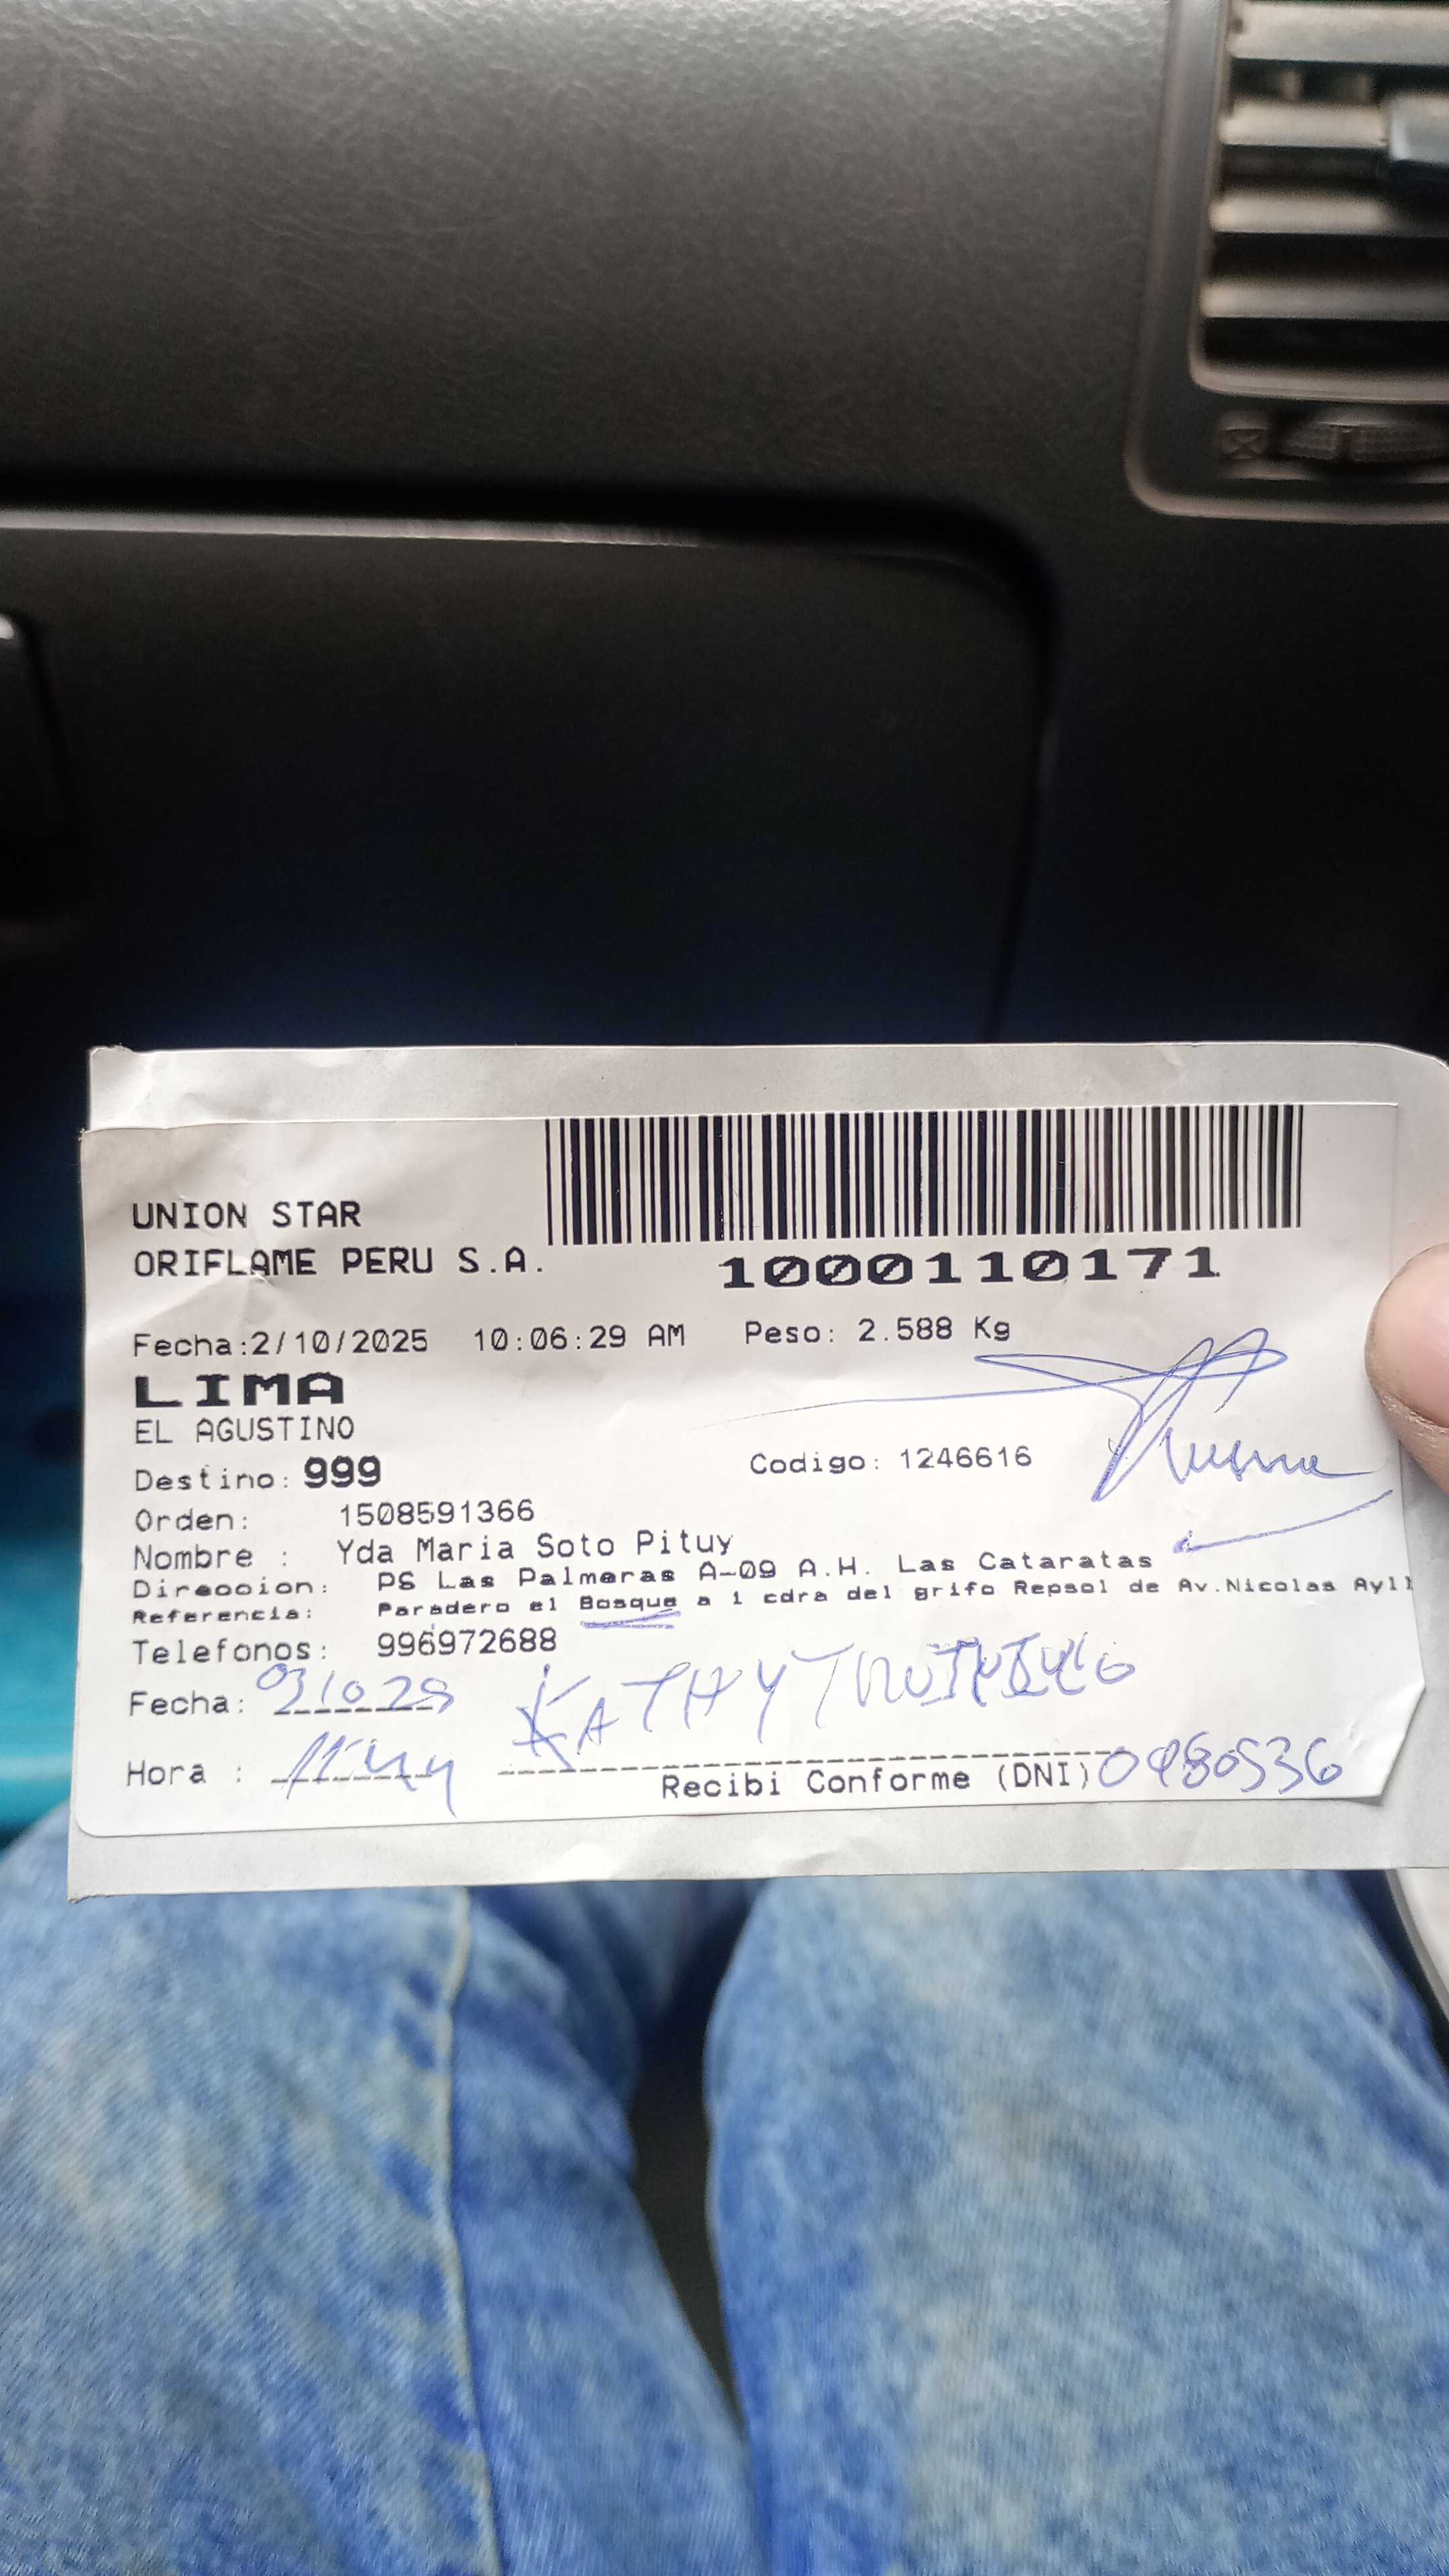 UNION STAR
ORIFLAME PERU S.A.
1000110171
Fecha:2/10/2025 10:06:29 AM Peso: 2.588 Kg
LIMA
EL AGUSTINO
Destino: 999 Codigo: 1246616
Orden: 1508591366
Nombre : Yda Maria Soto Pituy
Direccion: PS Las Palmeras A-09 A.H. Las Cataratas
Referencia: Paradero el Bosque a 1 cdra del grifo Repsol de Av.Nicolas Ayll
Telefonos: 996972688
Fecha: KATHY
Hora :
Recibi Conforme (DNI)